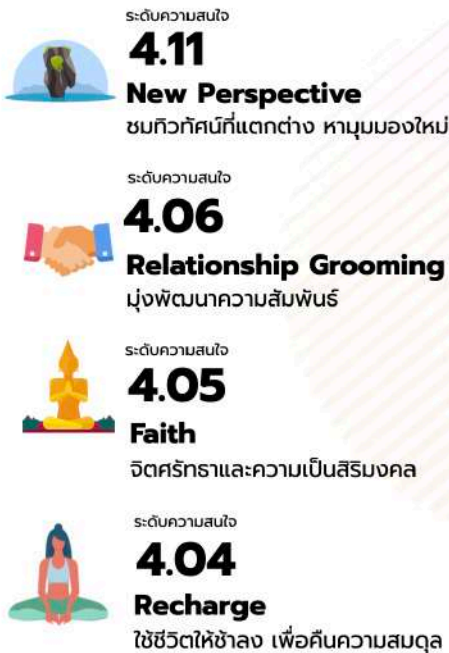 ระดับความสนใจ
4.11
New Perspective
ชมทิวทัศน์ที่แตกต่าง หามุมมองใหม่
ระดับความสนใจ
4.06
Relationship Grooming
มุ่งพัฒนาความสัมพันธ์
ระดับความสนใจ
4.05
Faith
จิตศรัทธาและความเป็นสิริมงคล
ระดับความสนใจ
4.04
Recharge
ใช้ชีวิตให้ช้าลง เพื่อคืนความสมดุล